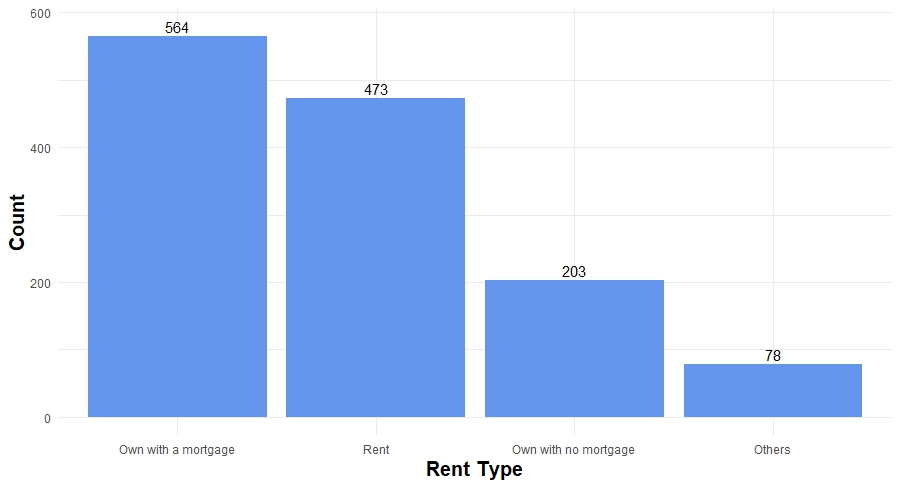 600
400
200
0
Count
564
473
203
78
Own with a mortgage
Rent
Own with no mortgage
Others
Rent Type